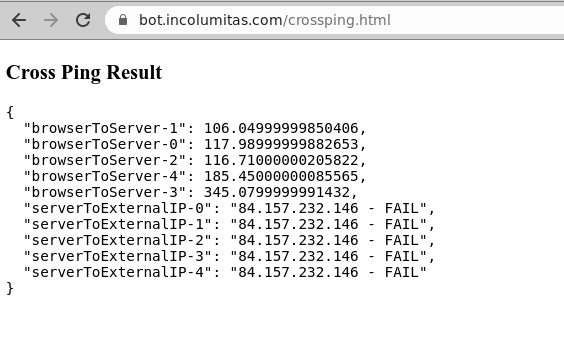 bot.incolumitas.com/crossping.html
Cross Ping Result
{
  "browserToServer-1": 106.04999999850406,
  "browserToServer-0": 117.98999999882653,
  "browserToServer-2": 116.71000000205822,
  "browserToServer-4": 185.45000000085565,
  "browserToServer-3": 345.0799999991432,
  "serverToExternalIP-0": "84.157.232.146 - FAIL",
  "serverToExternalIP-1": "84.157.232.146 - FAIL",
  "serverToExternalIP-2": "84.157.232.146 - FAIL",
  "serverToExternalIP-3": "84.157.232.146 - FAIL",
  "serverToExternalIP-4": "84.157.232.146 - FAIL"
}